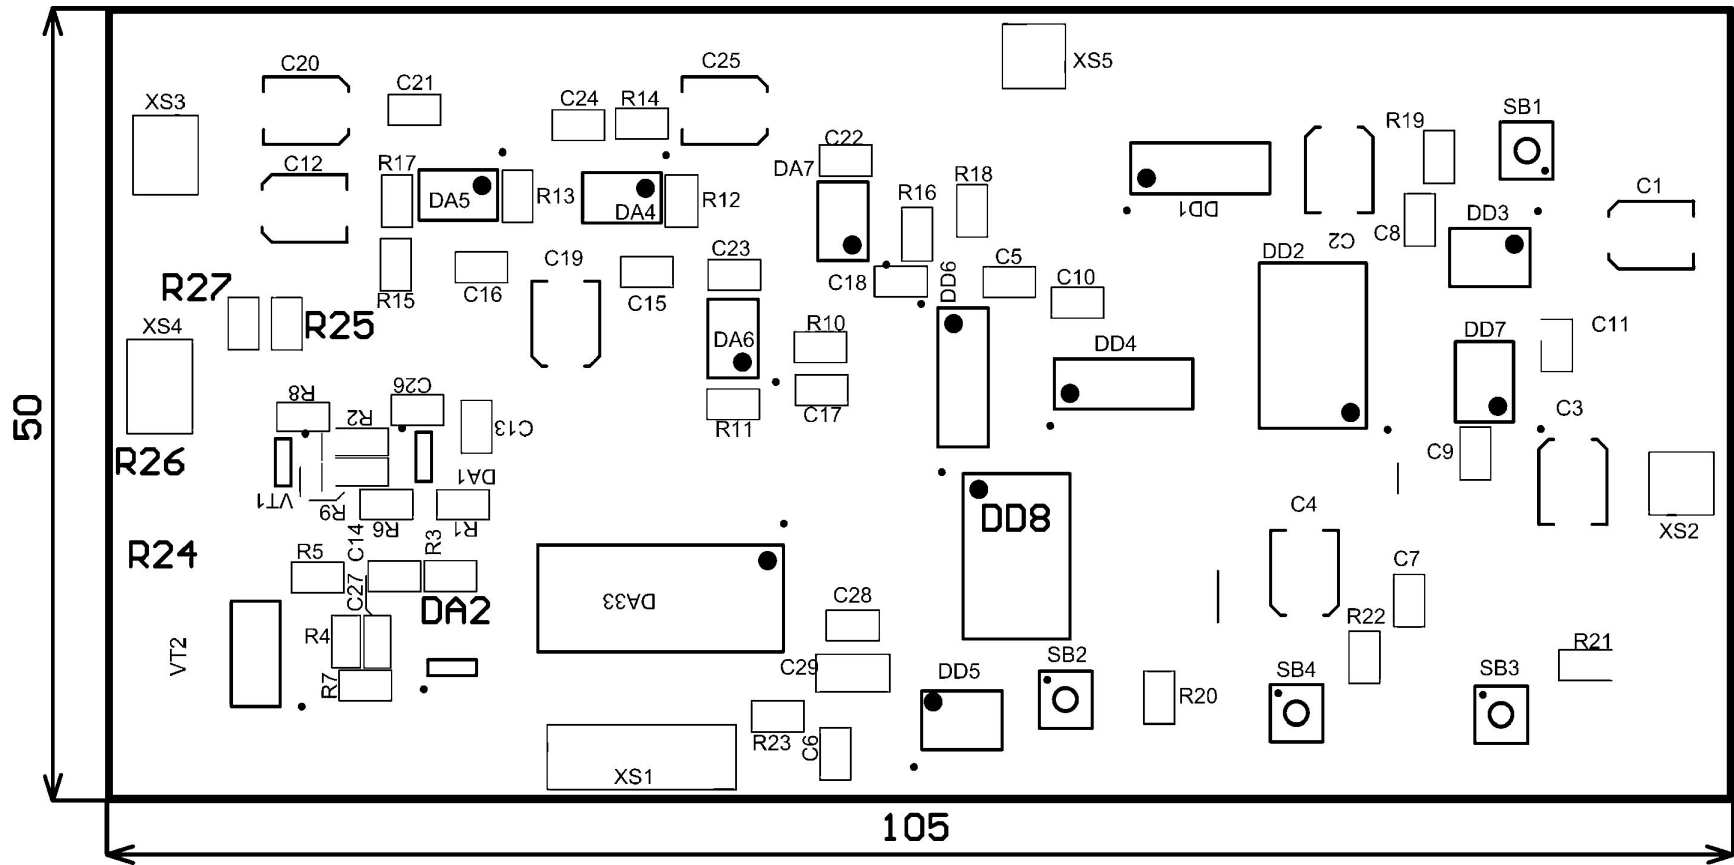 XS5
C20
C25
C21
XS3
C24
R14
SB1
R19
C22
C12
R17
DA7
R18
C1
R16
DA5
R13
DA4
R12
DD1
DD3
C8
C2
DD2
C19
C23
C5
DD6
C18
C10
R27
R15
C16
C15
XS4
R25
R10
C11
DD7
DA6
DD4
R8
C26
R2
C17
C3
R11
C13
C9
R26
DA1
VT1
R9
C4
DD8
R6
R1
XS2
C14
R3
R24
R5
C7
C27
DA2
DA33
C28
R22
R4
VT2
R21
SB2
C29
DD5
SB4
SB3
R7
R20
R23
C6
XS1
50
105